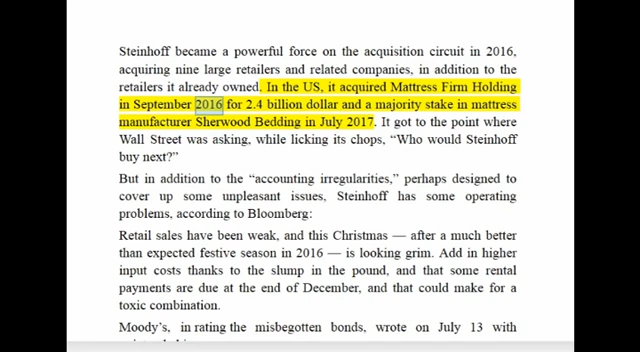 Steinhoff became a powerful force on the acquisition circuit in 2016,
acquiring nine large retailers and related companies, in addition to the
retailers it already owned. In the US, it acquired Mattress Firm Holding
in September 2016 for 2.4 billion dollar and a majority stake in mattress
manufacturer Sherwood Bedding in July 2017. It got to the point where
Wall Street was asking, while licking its chops, “Who would Steinhoff
buy next?”
But in addition to the “accounting irregularities,” perhaps designed to
cover up some unpleasant issues, Steinhoff has some operating
problems, according to Bloomberg:
Retail sales have been weak, and this Christmas — after a much better
than expected festive season in 2016 — is looking grim. Add in higher
input costs thanks to the slump in the pound, and that some rental
payments are due at the end of December, and that could make for a
toxic combination.
Moody’s, in rating the misbegotten bonds, wrote on July 13 with